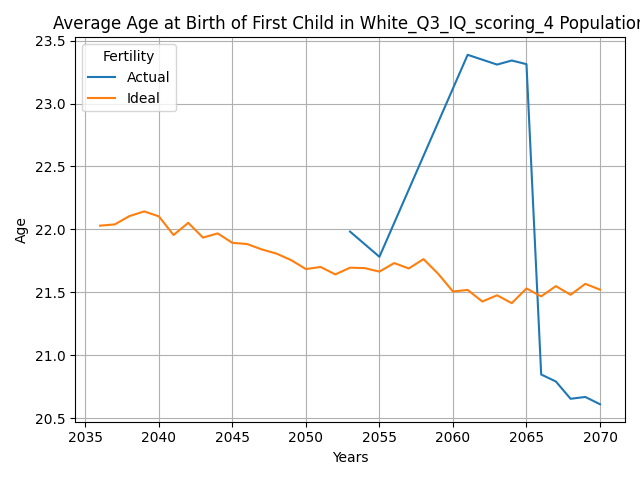 Average Age at Birth of First Child in White_Q3_IQ_scoring_4 Population
Fertility
Actual
Ideal
Age
23.5
23.0
22.5
22.0
21.5
21.0
20.5
2035 2040 2045 2050 2055 2060 2065 2070
Years